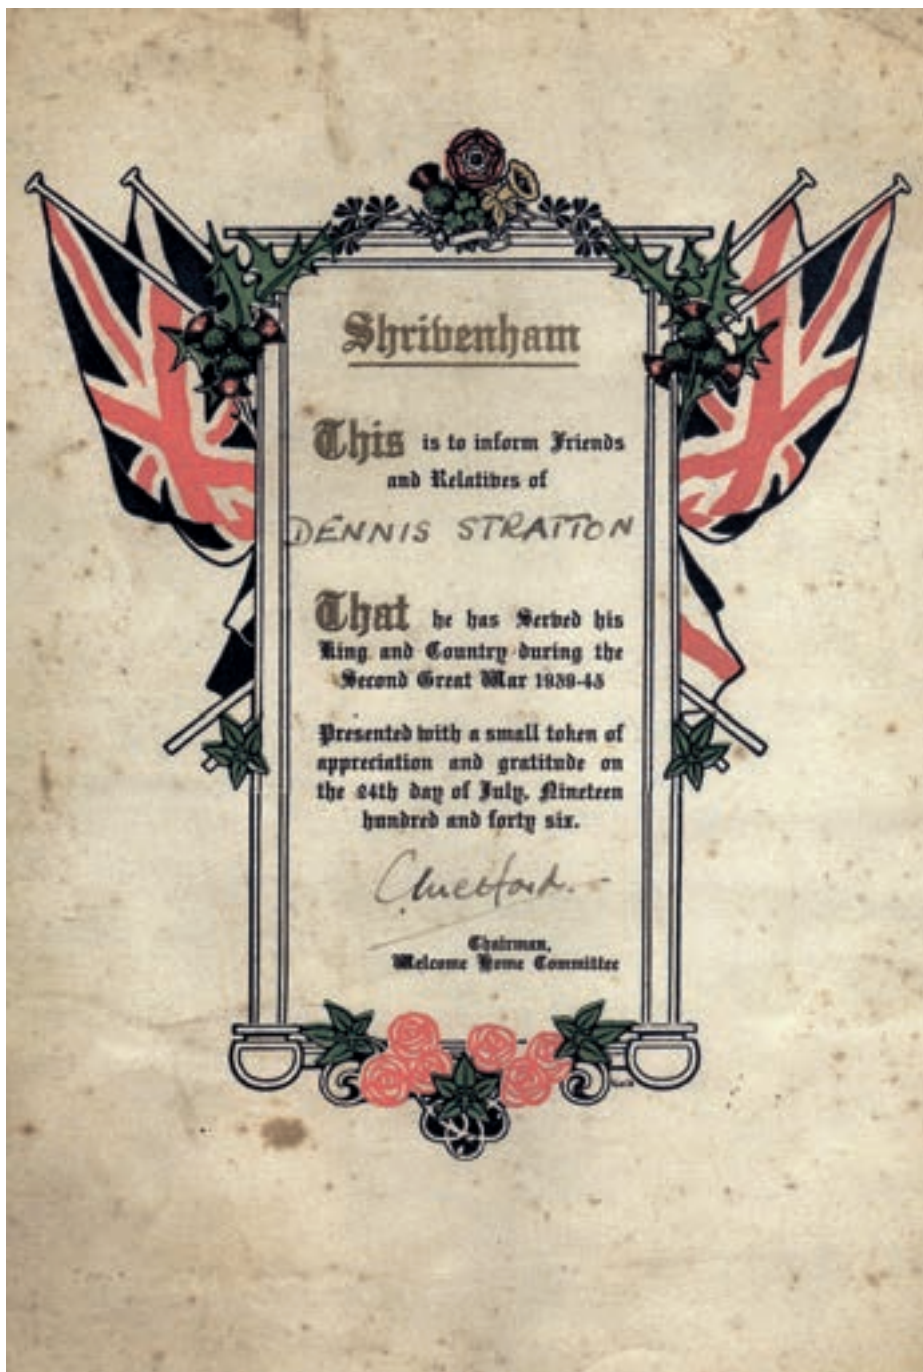 Shrivenham
This is to inform Friends
and Relatives of
DENNIS STRATTON
That he has Served his
King and Country during the
Second Great War 1939-45
Presented with a small token of
appreciation and gratitude on
the 24th day of July, Nineteen
hundred and forty six.
Chairman,
Welcome Home Committee